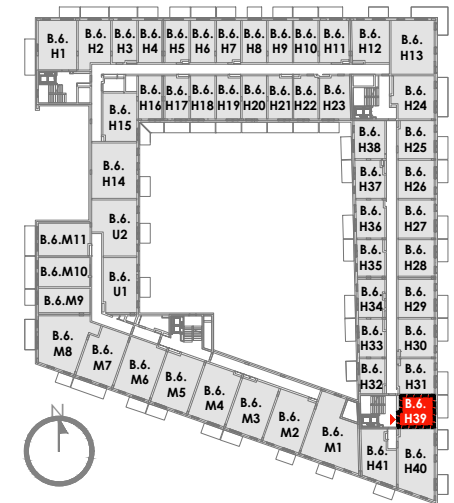 B.6.
H1
B.6.
H2
B.6.
H3
B.6.
H4
B.6.
H5
B.6.
H6
B.6.
H7
B.6.
H8
B.6.
H9
B.6.
H10
B.6.
H11
B.6.
H12
B.6.
H13
B.6.
H16
B.6.
H17
B.6.
H18
B.6.
H19
B.6.
H20
B.6.
H21
B.6.
H22
B.6.
H23
B.6.
H24
B.6.
H15
B.6.
H38
B.6.
H25
B.6.
H14
B.6.
H37
B.6.
H26
B.6.
U2
B.6.
H36
B.6.
H27
B.6.M11
B.6.
H35
B.6.
H28
B.6.M10
B.6.
U1
B.6.
H34
B.6.
H29
B.6.M9
B.6.
M8
B.6.
M7
B.6.
M6
B.6.
M5
B.6.
M4
B.6.
M3
B.6.
M2
B.6.
M1
B.6.
H33
B.6.
H30
B.6.
H32
B.6.
H31
B.6.
H39
B.6.
H41
B.6.
H40
N